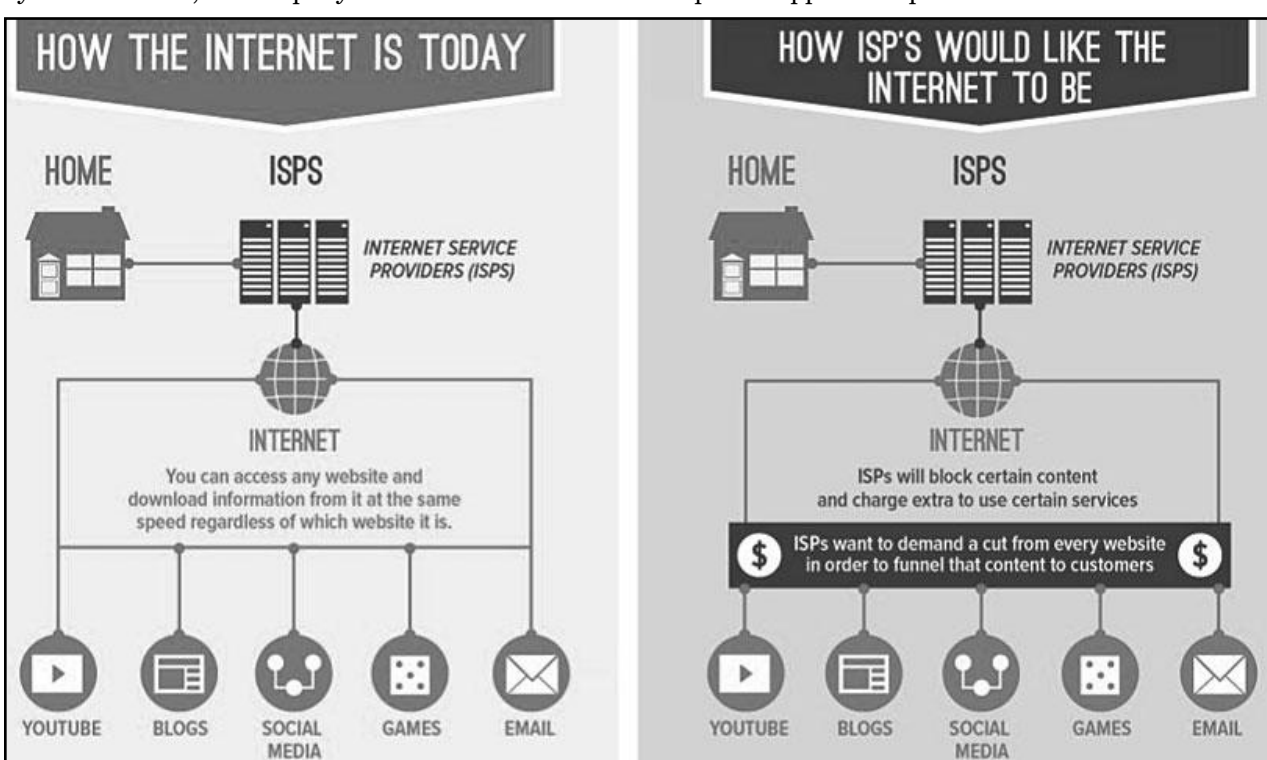 HOW THE INTERNET IS TODAY
HOME
ISPS
INTERNET SERVICE
PROVIDERS (ISPS)
INTERNET
You can access any website and
download information from it at the same
speed regardless of which website it is.
YOUTUBE
BLOGS
SOCIAL
MEDIA
GAMES
EMAIL
HOW ISP'S WOULD LIKE THE
INTERNET TO BE
HOME
ISPS
INTERNET SERVICE
PROVIDERS (ISPS)
INTERNET
ISPs will block certain content
and charge extra to use certain services
$
ISPs want to demand a cut from every website
in order to funnel that content to customers
$
YOUTUBE
BLOGS
SOCIAL
MEDIA
GAMES
EMAIL